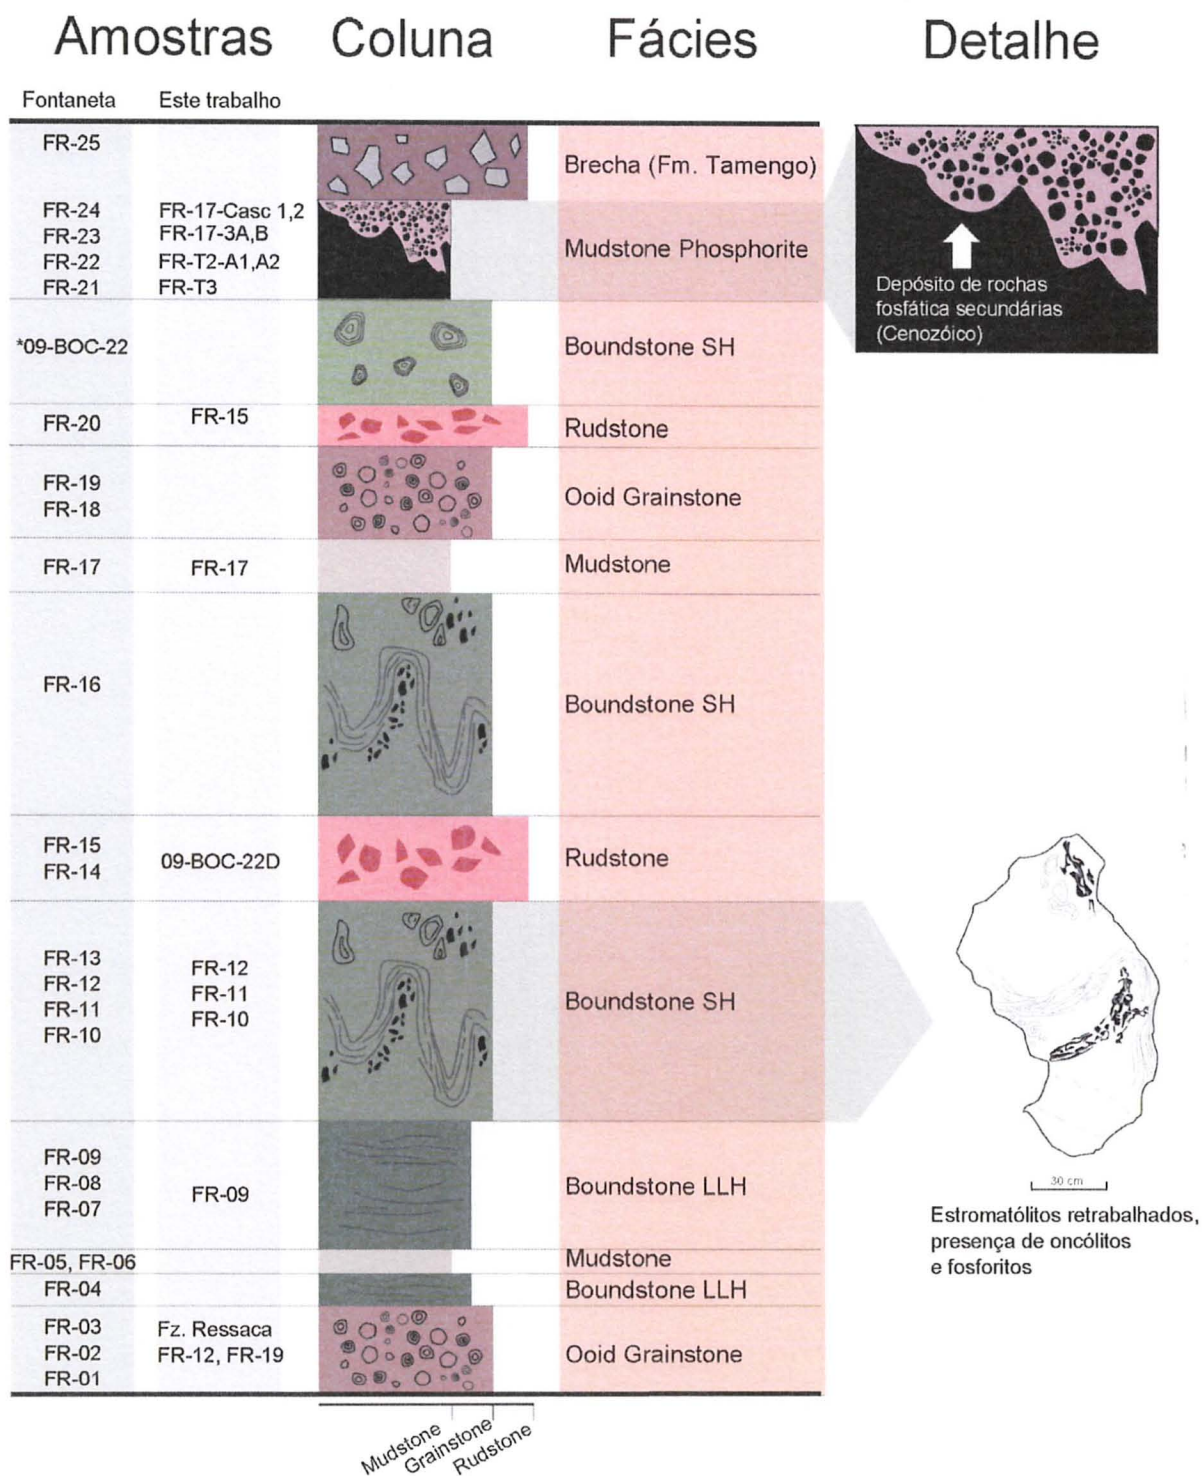 Amostras Coluna Fácies Detalhe
Fontaneta Este trabalho
FR-25
Brecha (Fm. Tamengo)
FR-24 FR-17-Casc 1,2
FR-23 FR-17-3A,B
FR-22 FR-T2-A1,A2
FR-21 FR-T3
Mudstone Phosphorite
Depósito de rochas
fosfática secundárias
(Cenozóico)
*09-BOC-22 Boundstone SH
FR-20 FR-15 Rudstone
FR-19
FR-18
Ooid Grainstone
FR-17 FR-17 Mudstone
FR-16 Boundstone SH
FR-15
FR-14
09-BOC-22D Rudstone
FR-13
FR-12
FR-11
FR-10
FR-12
FR-11
FR-10
Boundstone SH
30 cm
Estromatólitos retrabalhados,
presença de oncólitos
e fosforitos
FR-09
FR-08
FR-07
FR-09 Boundstone LLH
FR-05, FR-06 Mudstone
FR-04 Boundstone LLH
FR-03
FR-02
FR-01
Fz. Ressaca
FR-12, FR-19
Ooid Grainstone
Mudstone
Grainstone
Rudstone